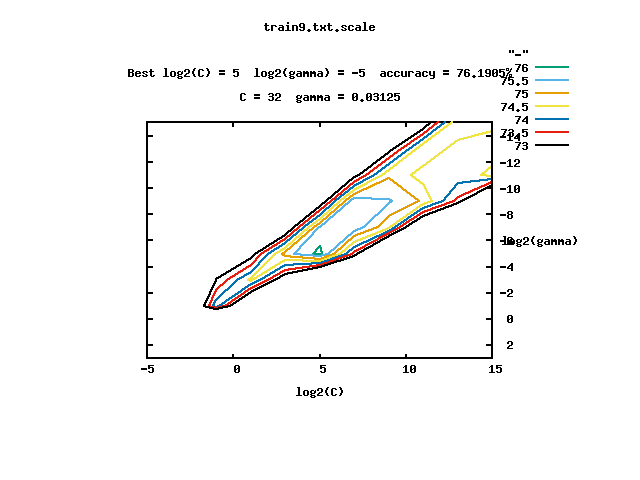 train9.txt.scale
"-"
Best log2(C) = 5  log2(gamma) = -5  accuracy = 76.1905%
C = 32  gamma = 0.03125
76
75.5
75
74.5
74
73.5
73
-14
-12
-10
-8
-6
log2(gamma)
-4
-2
0
2
-5 0 5 10 15
log2(C)